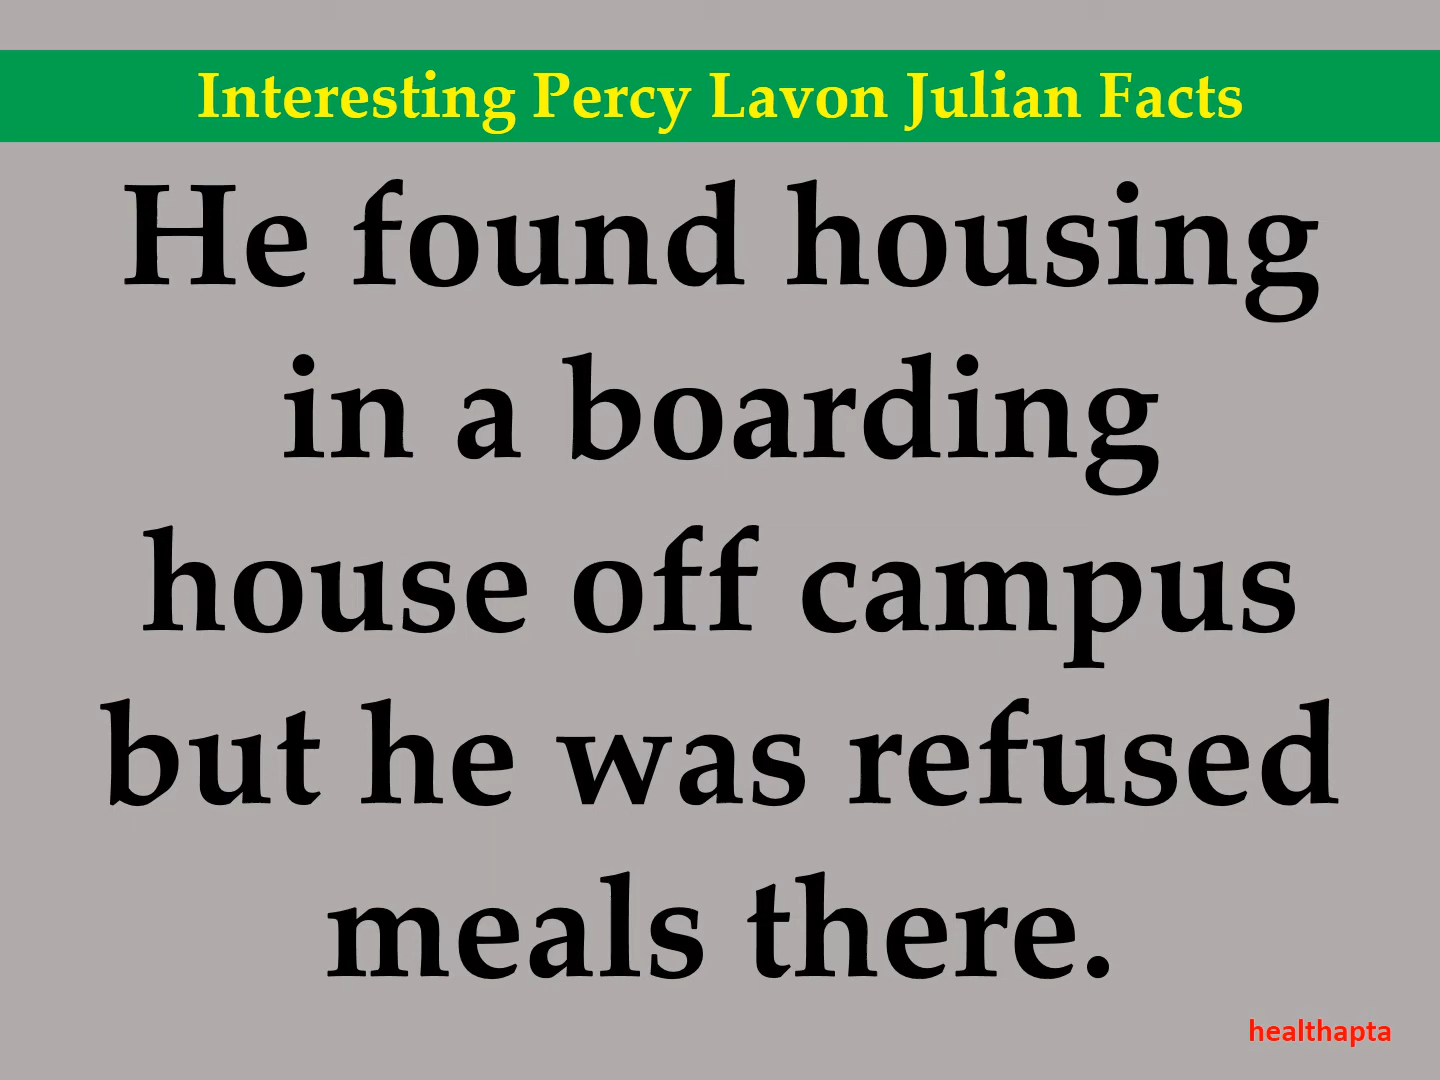 Interesting Percy Lavon Julian Facts
He found housing
in a boarding
house off campus
but he was refused
meals there.
healthapta